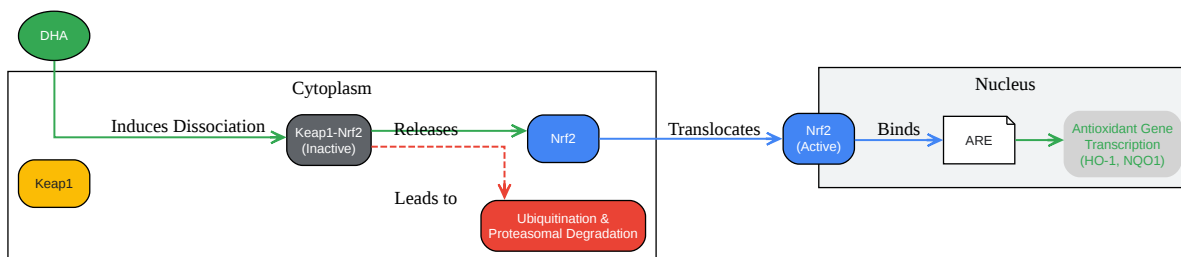 DHA
Cytoplasm
Nucleus
Induces Dissociation
Keap1-Nrf2
(Inactive)
Releases
Nrf2
Translocates
Nrf2
(Active)
Binds
ARE
Antioxidant Gene
Transcription
(HO-1, NQO1)
Keap1
Leads to
Ubiquitination &
Proteasomal Degradation